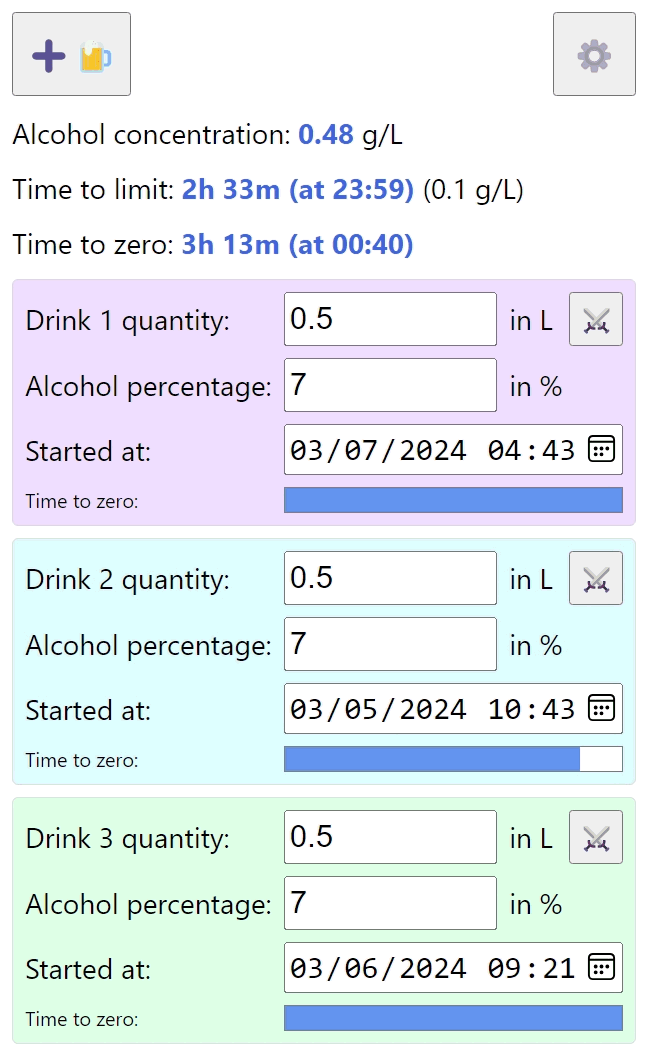 Alcohol concentration: 0.48 g/L
Time to limit: 2h 33m (at 23:59) (0.1 g/L)
Time to zero: 3h 13m (at 00:40)
Drink 1 quantity: 0.5 in L
Alcohol percentage: 7 in %
Started at: 03/07/2024 04:43
Time to zero:
Drink 2 quantity: 0.5 in L
Alcohol percentage: 7 in %
Started at: 03/05/2024 10:43
Time to zero:
Drink 3 quantity: 0.5 in L
Alcohol percentage: 7 in %
Started at: 03/06/2024 09:21
Time to zero: